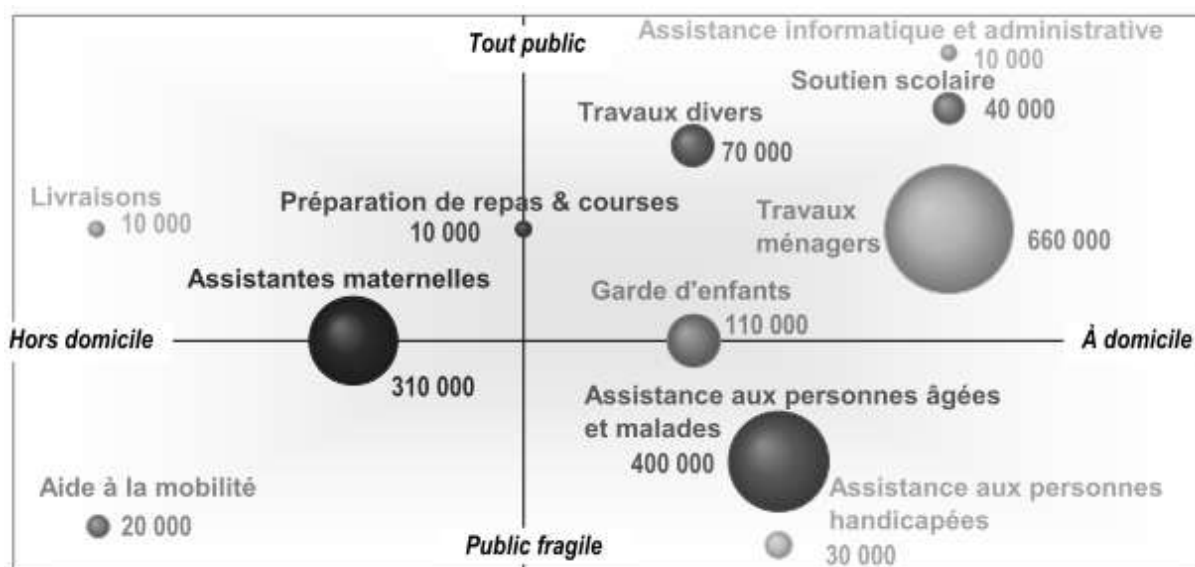 Assistance informatique et administrative
Tout public
10 000
Soutien scolaire
Travaux divers
40 000
70 000
Livraisons
10 000
Préparation de repas & courses
10 000
Travaux
ménagers
660 000
Assistantes maternelles
Garde d'enfants
110 000
Hors domicile
À domicile
310 000
Assistance aux personnes âgées
et malades
400 000
Aide à la mobilité
20 000
Assistance aux personnes
handicapées
30 000
Public fragile